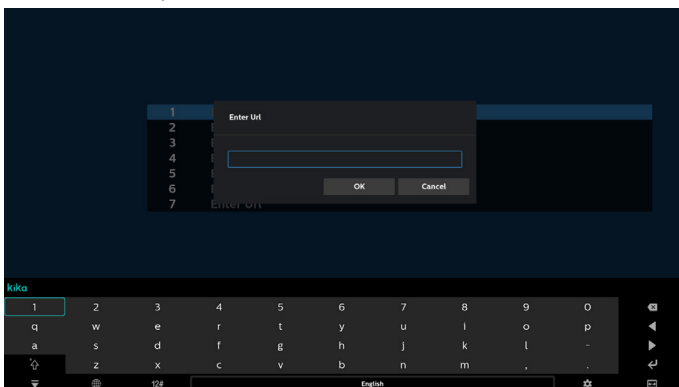 1
Enter Url
2
3
4
5
6
7 Enter Url
OK Cancel
kika
1 2 3 4 5 6 7 8 9 0
q w e r t y u i o p
a s d f g h j k l -
z x c v b n m , .
12# English